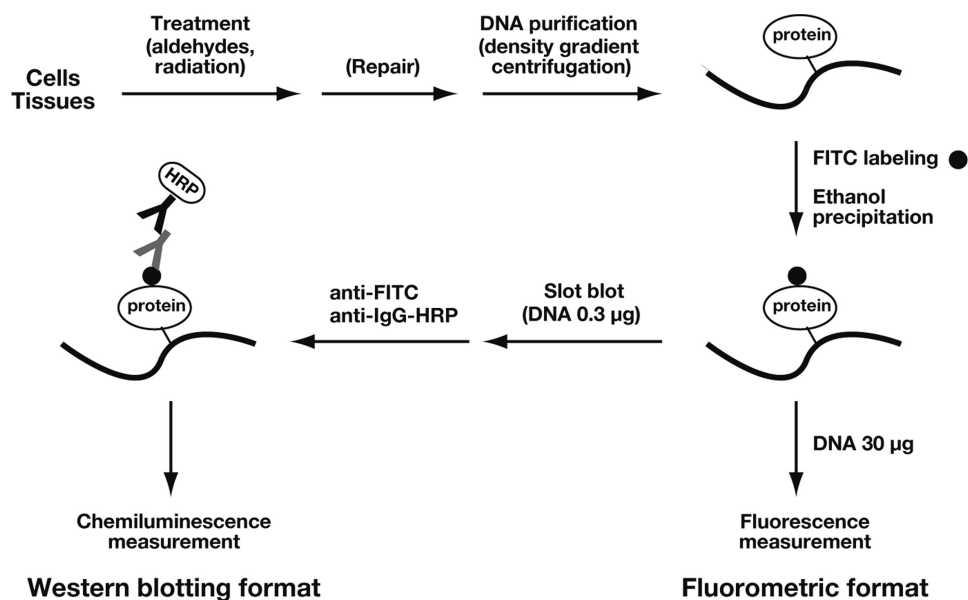 Cells
Tissues
Treatment
(aldehydes,
radiation)
(Repair)
DNA purification
(density gradient
centrifugation)
protein
FITC labeling
Ethanol
precipitation
HRP
protein
anti-FITC
anti-IgG-HRP
Slot blot
(DNA 0.3 µg)
protein
DNA 30 µg
Chemiluminescence
measurement
Fluorescence
measurement
Western blotting format
Fluorometric format